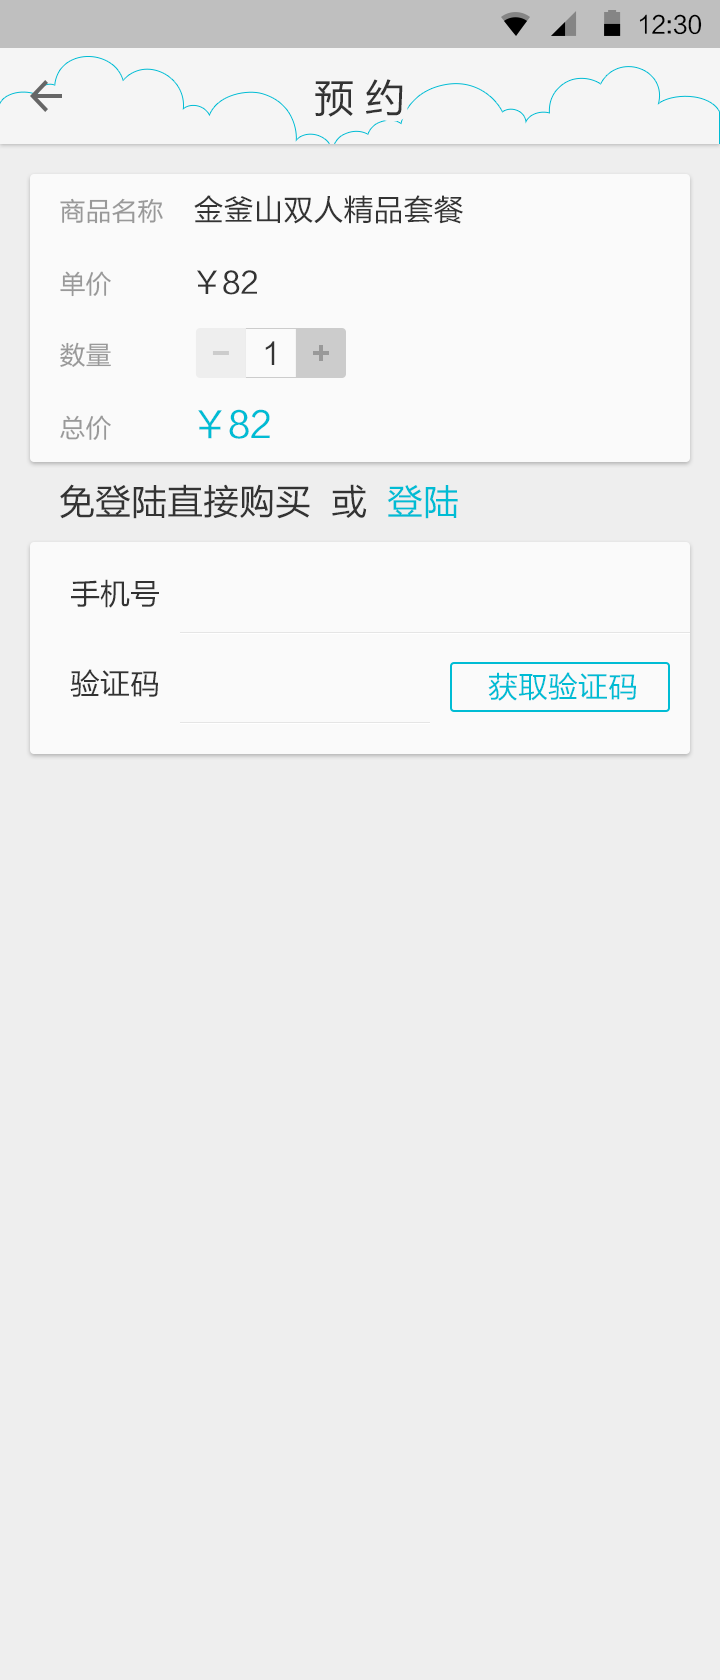 12:30
预 约
商品名称 金釜山双人精品套餐
单价 ￥82
数量 − 1 +
总价 ￥82
免登陆直接购买 或 登陆
手机号
验证码 获取验证码